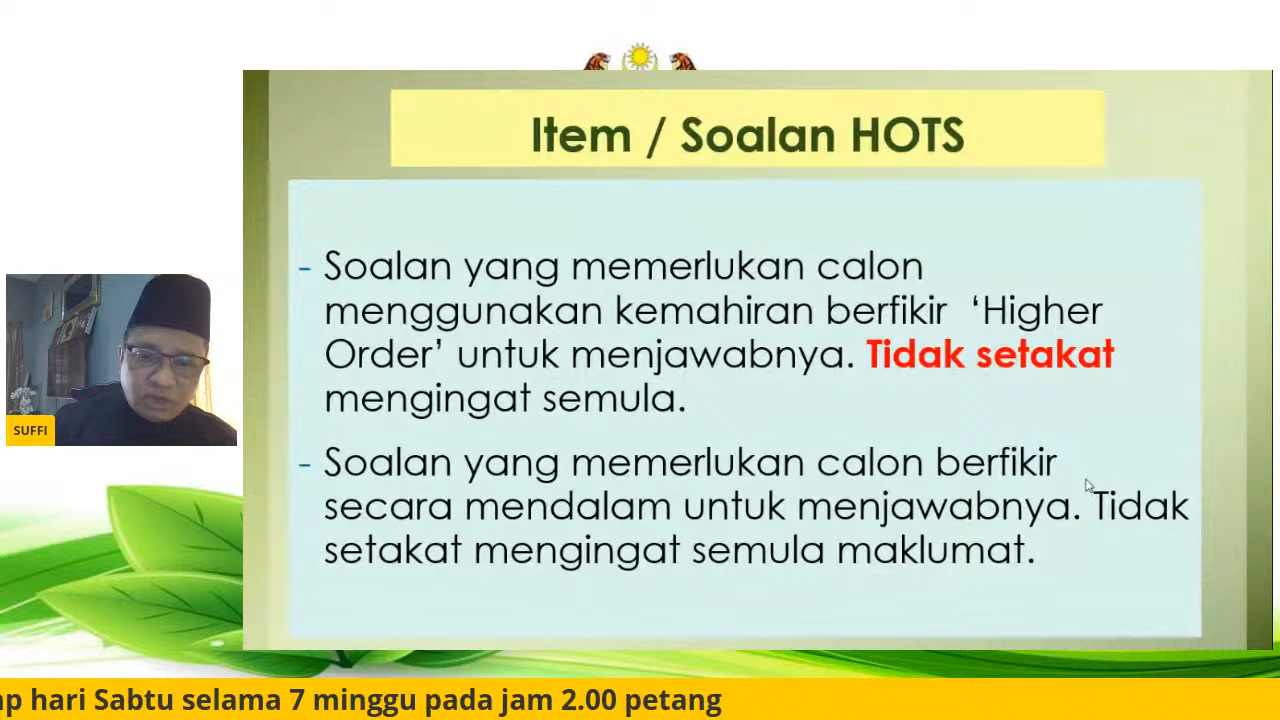 Item / Soalan HOTS
- Soalan yang memerlukan calon
menggunakan kemahiran berfikir ‘Higher
Order’ untuk menjawabnya. Tidak setakat
mengingat semula.
- Soalan yang memerlukan calon berfikir
secara mendalam untuk menjawabnya. Tidak
setakat mengingat semula maklumat.
SUFFI
hari Sabtu selama 7 minggu pada jam 2.00 petang